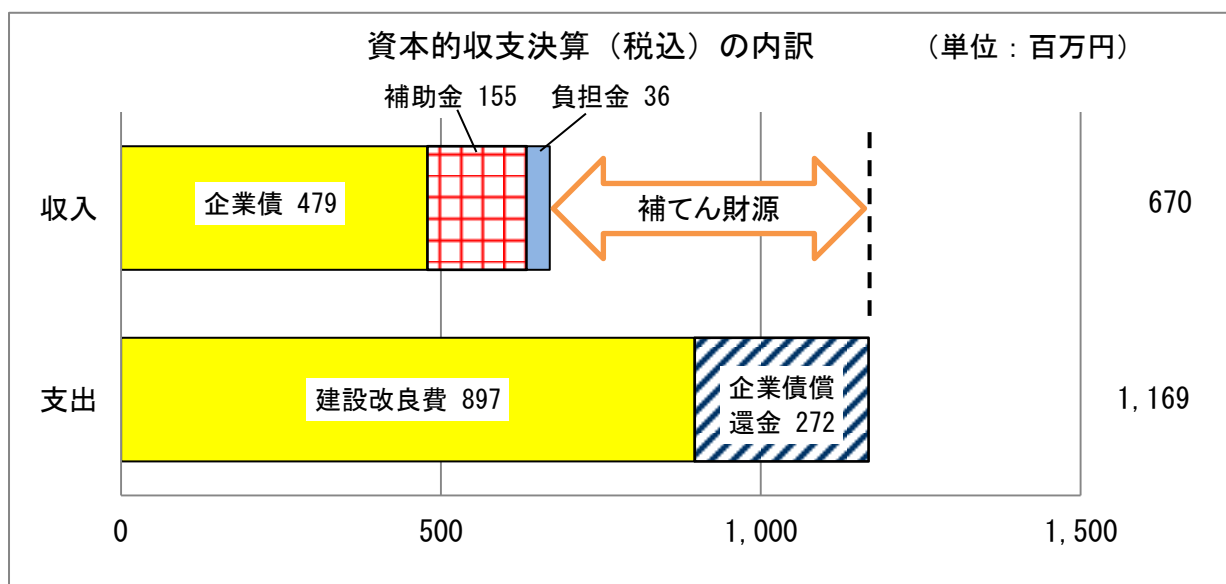 資本的収支決算（税込）の内訳 （単位：百万円）
補助金 155 負担金 36
収入 企業債 479 補てん財源 670
支出 建設改良費 897 企業債償 1,169
還金 272
0 500 1,000 1,500